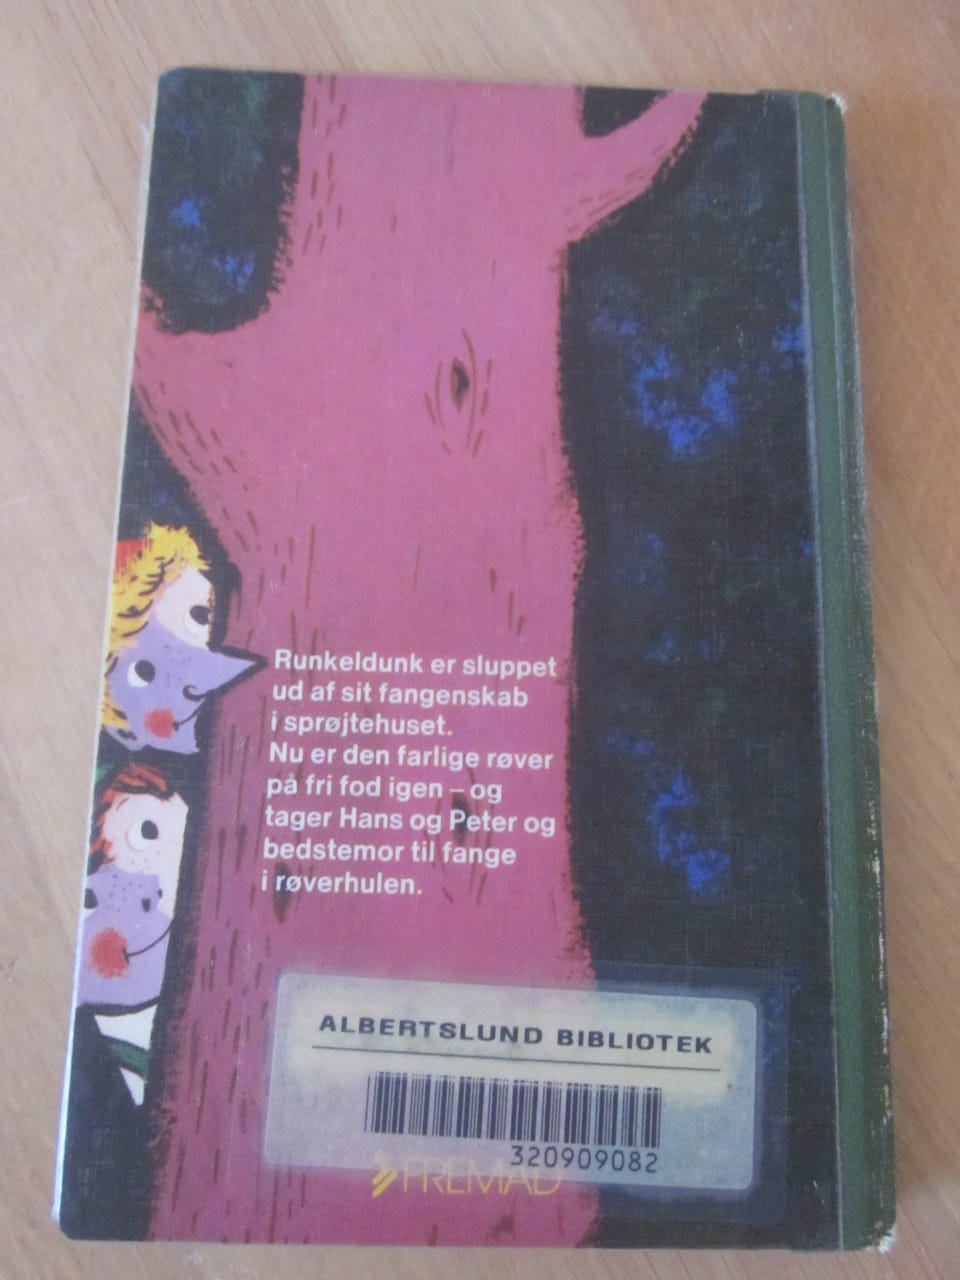 Runkeldunk er sluppet
ud af sit fangenskab
i sprøjtehuset.
Nu er den farlige røver
på fri fod igen – og
tager Hans og Peter og
bedstemor til fange
i røverhulen.
ALBERTSLUND BIBLIOTEK
320909082
FREMAD